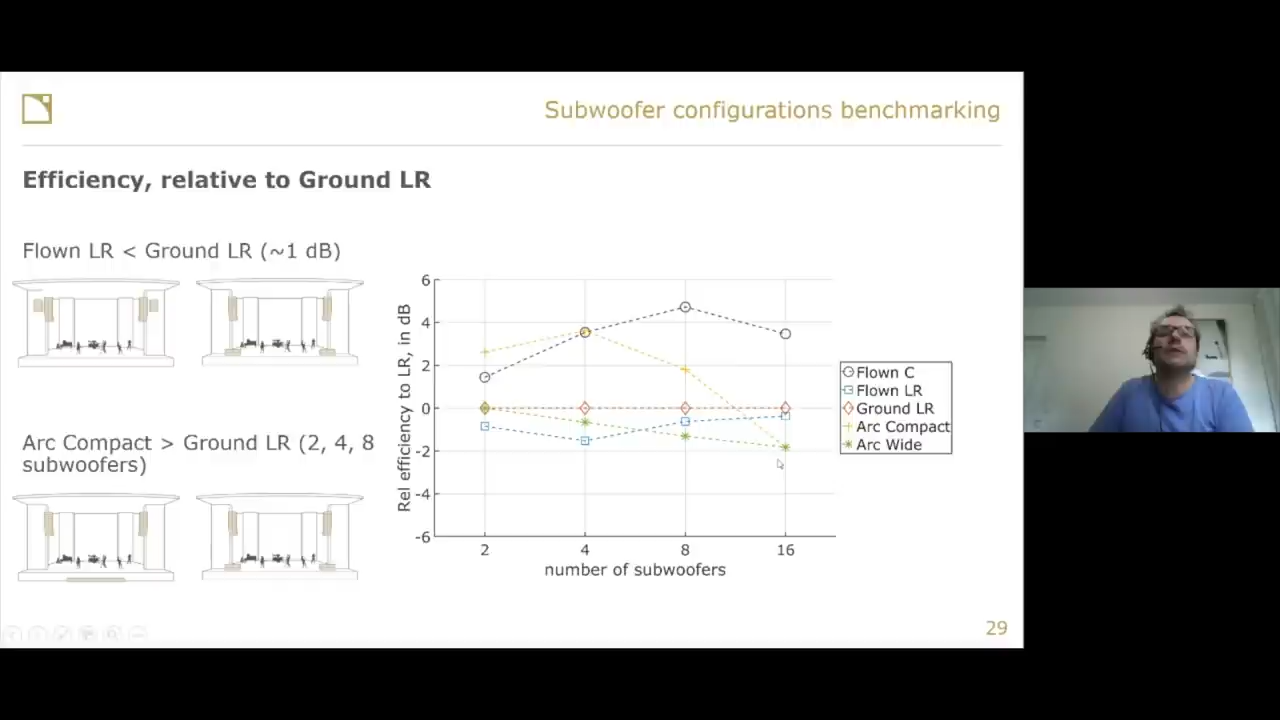 Subwoofer configurations benchmarking
Efficiency, relative to Ground LR
Flown LR < Ground LR (~1 dB)
Arc Compact > Ground LR (2, 4, 8
subwoofers)
Rel efficiency to LR, in dB
6
4
2
0
-2
-4
-6
2 4 8 16
number of subwoofers
Flown C
Flown LR
Ground LR
Arc Compact
Arc Wide
29